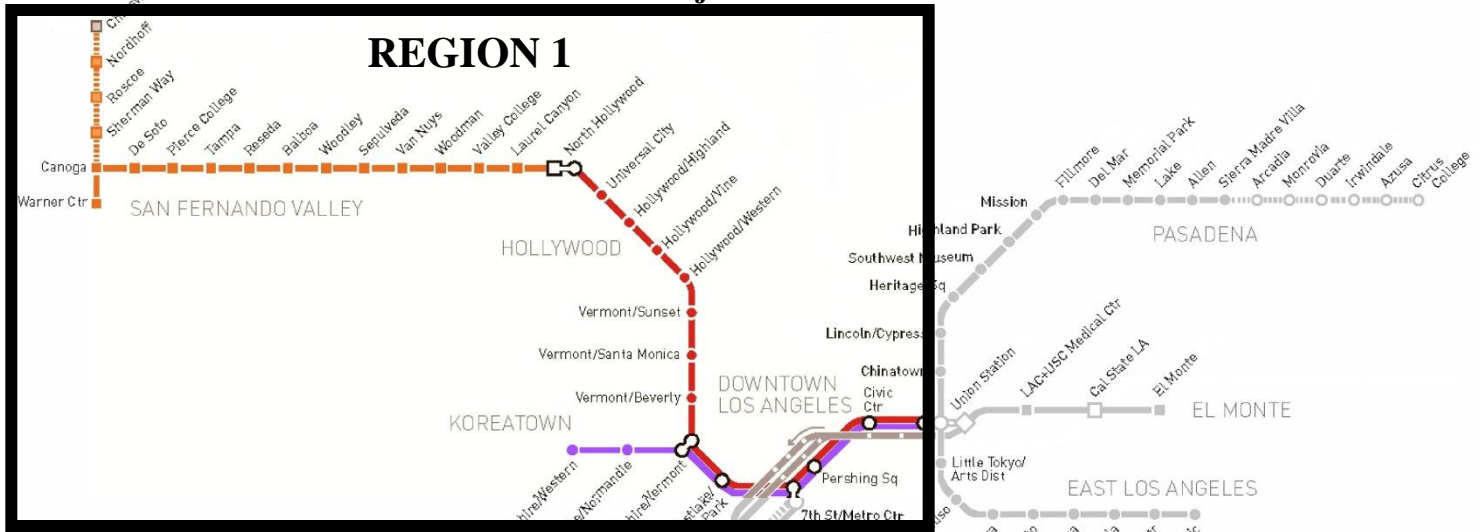 REGION 1
Nordhoff
Roscoe
Sherman Way
Canoga
De Soto
Pierce College
Tampa
Reseda
Balboa
Woodley
Sepulveda
Van Nuys
Woodman
Valley College
Laurel Canyon
North Hollywood
Warner Ctr
SAN FERNANDO VALLEY
Universal City
Hollywood/Highland
Hollywood/Vine
Hollywood/Western
HOLLYWOOD
Vermont/Sunset
Vermont/Santa Monica
Vermont/Beverly
KOREATOWN
DOWNTOWN
LOS ANGELES
Civic
Ctr
Pershing Sq
7th St/Metro Ctr
Park
Fillmore
Del Mar
Memorial Park
Lake
Allen
Sierra Madre Villa
Arcadia
Monrovia
Duarte
Irwindale
Azusa
Citrus
College
Mission
Highland Park
Southwest Museum
Heritage Sq
PASADENA
Lincoln/Cypress
Chinatown
Union Station
LAC+USC Medical Ctr
Cal State LA
El Monte
EL MONTE
Little Tokyo/
Arts Dist
EAST LOS ANGELES